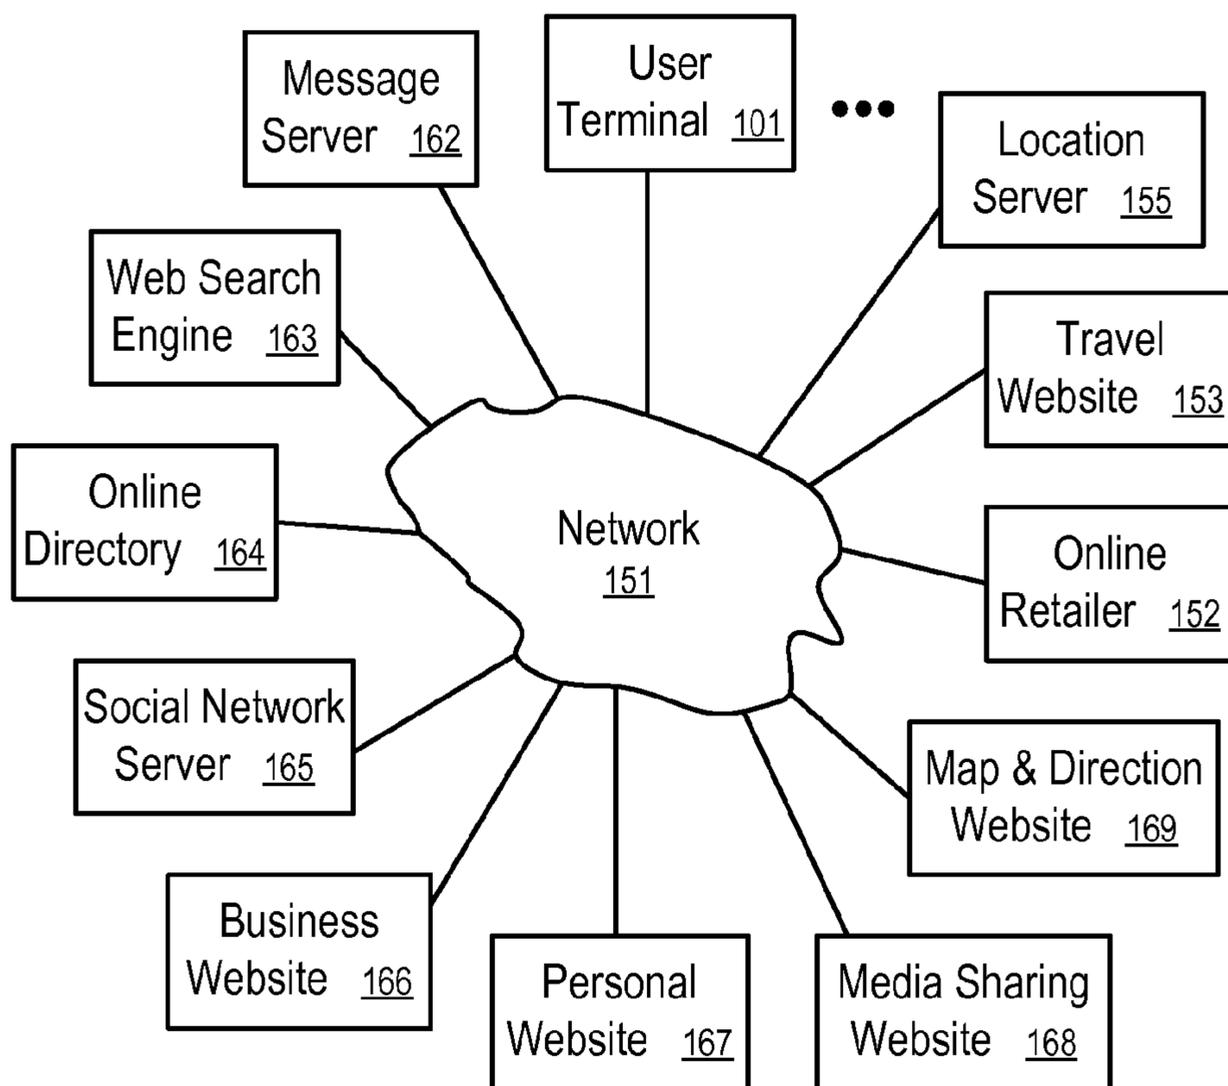 Message
Server 162
User
Terminal 101
Location
Server 155
Web Search
Engine 163
Travel
Website 153
Online
Directory 164
Network
151
Online
Retailer 152
Social Network
Server 165
Map & Direction
Website 169
Business
Website 166
Personal
Website 167
Media Sharing
Website 168